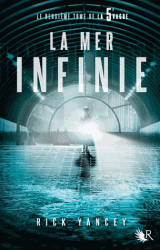 LE DEUXIÈME TOME DE LA 5e VAGUE
LA MER
INFINIE
RICK YANCEY
R